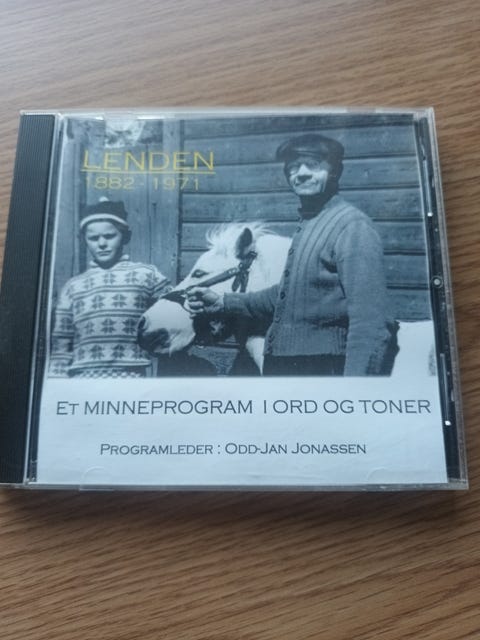 LENDEN
1882 - 1971
ET MINNEPROGRAM I ORD OG TONER
PROGRAMLEDER : ODD-JAN JONASSEN